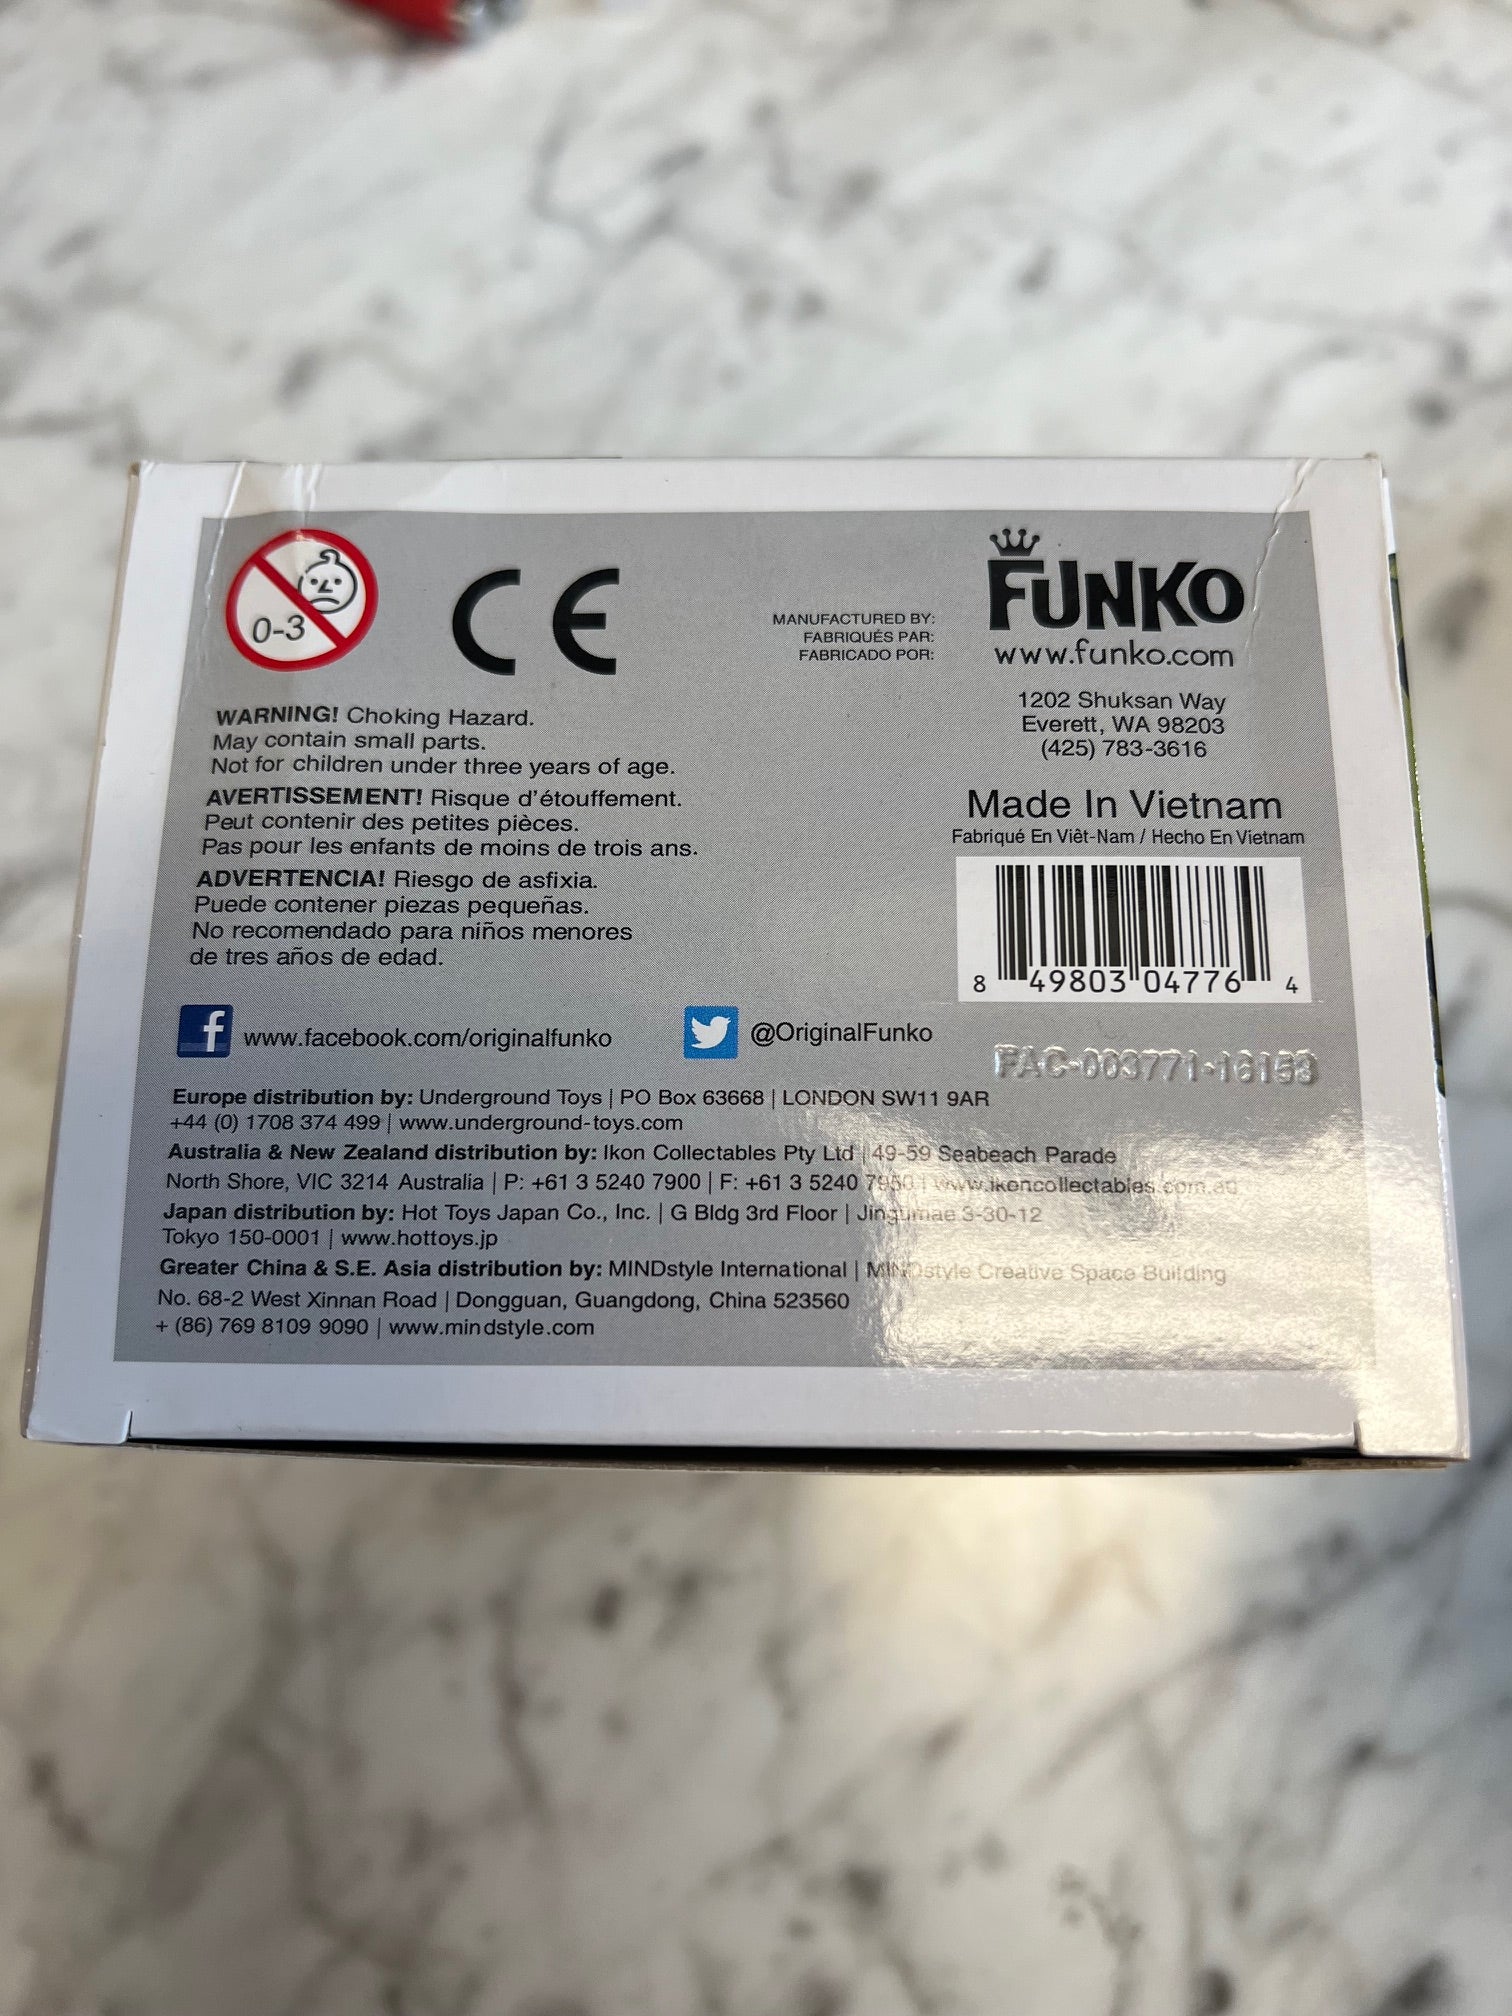 0-3
CE
MANUFACTURED BY:
FABRIQUÉS PAR:
FABRICADO POR:
FUNKO
www.funko.com
1202 Shuksan Way
Everett, WA 98203
(425) 783-3616
Made In Vietnam
Fabriqué En Viêt-Nam / Hecho En Vietnam
8 49803 04776 4
FAC-003771-16153
WARNING! Choking Hazard.
May contain small parts.
Not for children under three years of age.
AVERTISSEMENT! Risque d'étouffement.
Peut contenir des petites pièces.
Pas pour les enfants de moins de trois ans.
ADVERTENCIA! Riesgo de asfixia.
Puede contener piezas pequeñas.
No recomendado para niños menores
de tres años de edad.
f www.facebook.com/originalfunko
@OriginalFunko
Europe distribution by: Underground Toys | PO Box 63668 | LONDON SW11 9AR
+44 (0) 1708 374 499 | www.underground-toys.com
Australia & New Zealand distribution by: Ikon Collectables Pty Ltd | 49-59 Seabeach Parade
North Shore, VIC 3214 Australia | P: +61 3 5240 7900 | F: +61 3 5240 7950 | www.ikoncollectables.com.au
Japan distribution by: Hot Toys Japan Co., Inc. | G Bldg 3rd Floor | Jingumae 3-30-12
Tokyo 150-0001 | www.hottoys.jp
Greater China & S.E. Asia distribution by: MINDstyle International | MINDstyle Creative Space Building
No. 68-2 West Xinnan Road | Dongguan, Guangdong, China 523560
+ (86) 769 8109 9090 | www.mindstyle.com